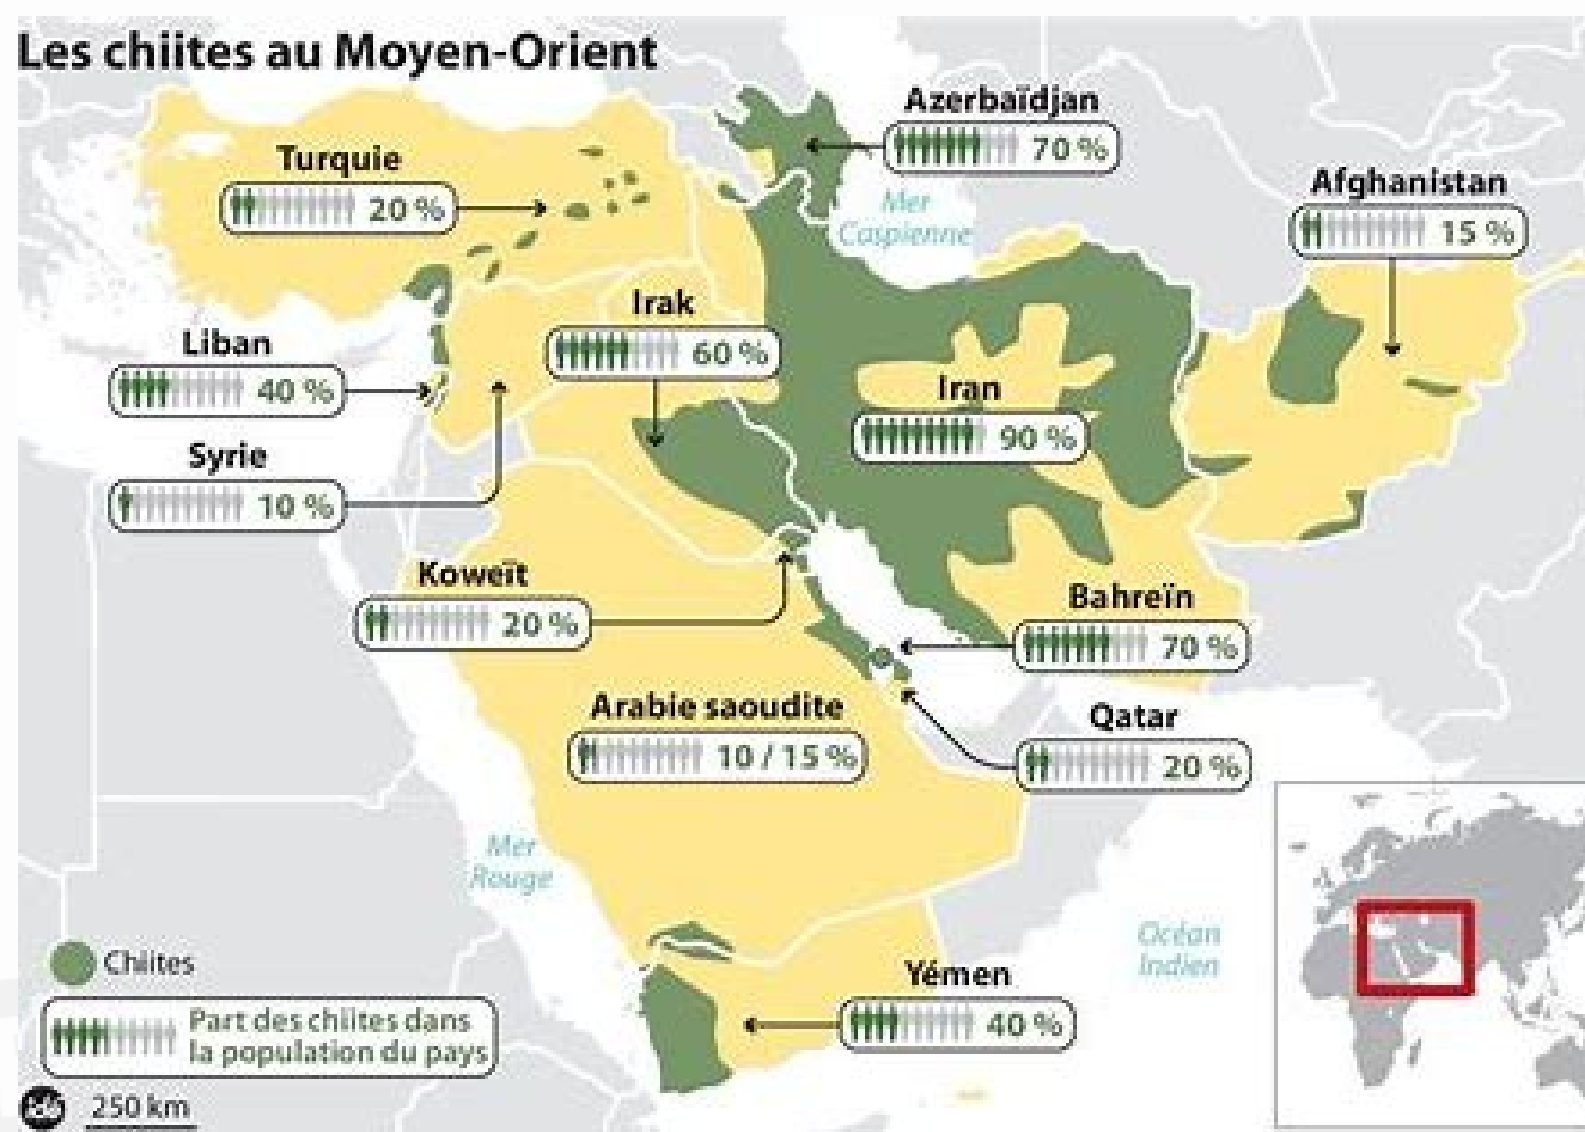 Les chiites au Moyen-Orient
Azerbaïdjan
70 %
Turquie
20 %
Afghanistan
15 %
Mer
Caspienne
Irak
60 %
Liban
40 %
Iran
90 %
Syrie
10 %
Koweït
20 %
Bahreïn
70 %
Arabie saoudite
10 / 15 %
Qatar
20 %
Mer
Rouge
Océan
Indien
Yémen
40 %
Chiites
Part des chiites dans
la population du pays
250 km